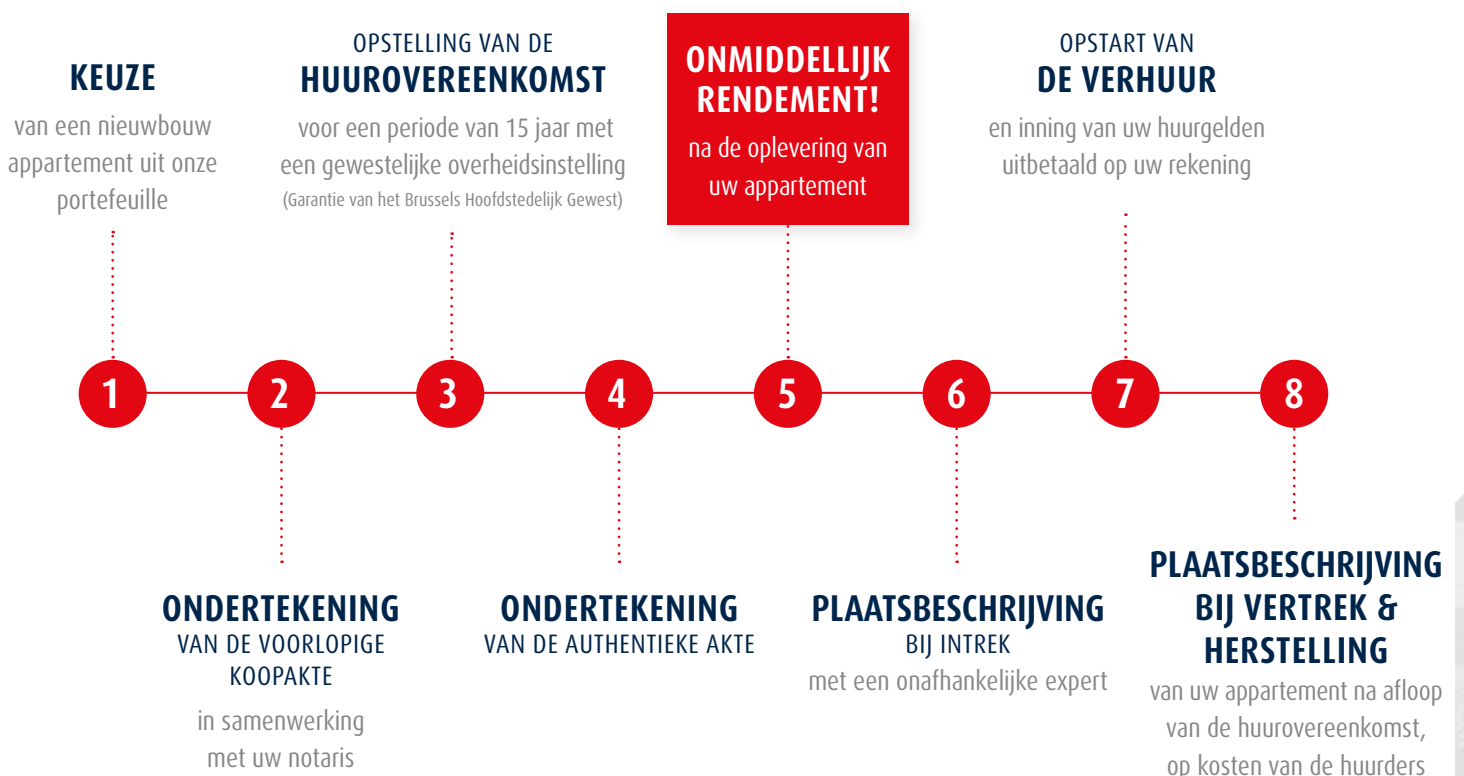 KEUZE
van een nieuwbouw
appartement uit onze
portefeuille
OPSTELLING VAN DE
HUUROVEREENKOMST
voor een periode van 15 jaar met
een gewestelijke overheidsinstelling
(Garantie van het Brussels Hoofdstedelijk Gewest)
ONMIDDELLIJK
RENDEMENT!
na de oplevering van
uw appartement
OPSTART VAN
DE VERHUUR
en inning van uw huurgelden
uitbetaald op uw rekening
1 2 3 4 5 6 7 8
ONDERTEKENING
VAN DE VOORLOPIGE
KOOPAKTE
in samenwerking
met uw notaris
ONDERTEKENING
VAN DE AUTHENTIEKE AKTE
PLAATSBESCHRIJVING
BIJ INTREK
met een onafhankelijke expert
PLAATSBESCHRIJVING
BIJ VERTREK &
HERSTELLING
van uw appartement na afloop
van de huurovereenkomst,
op kosten van de huurders